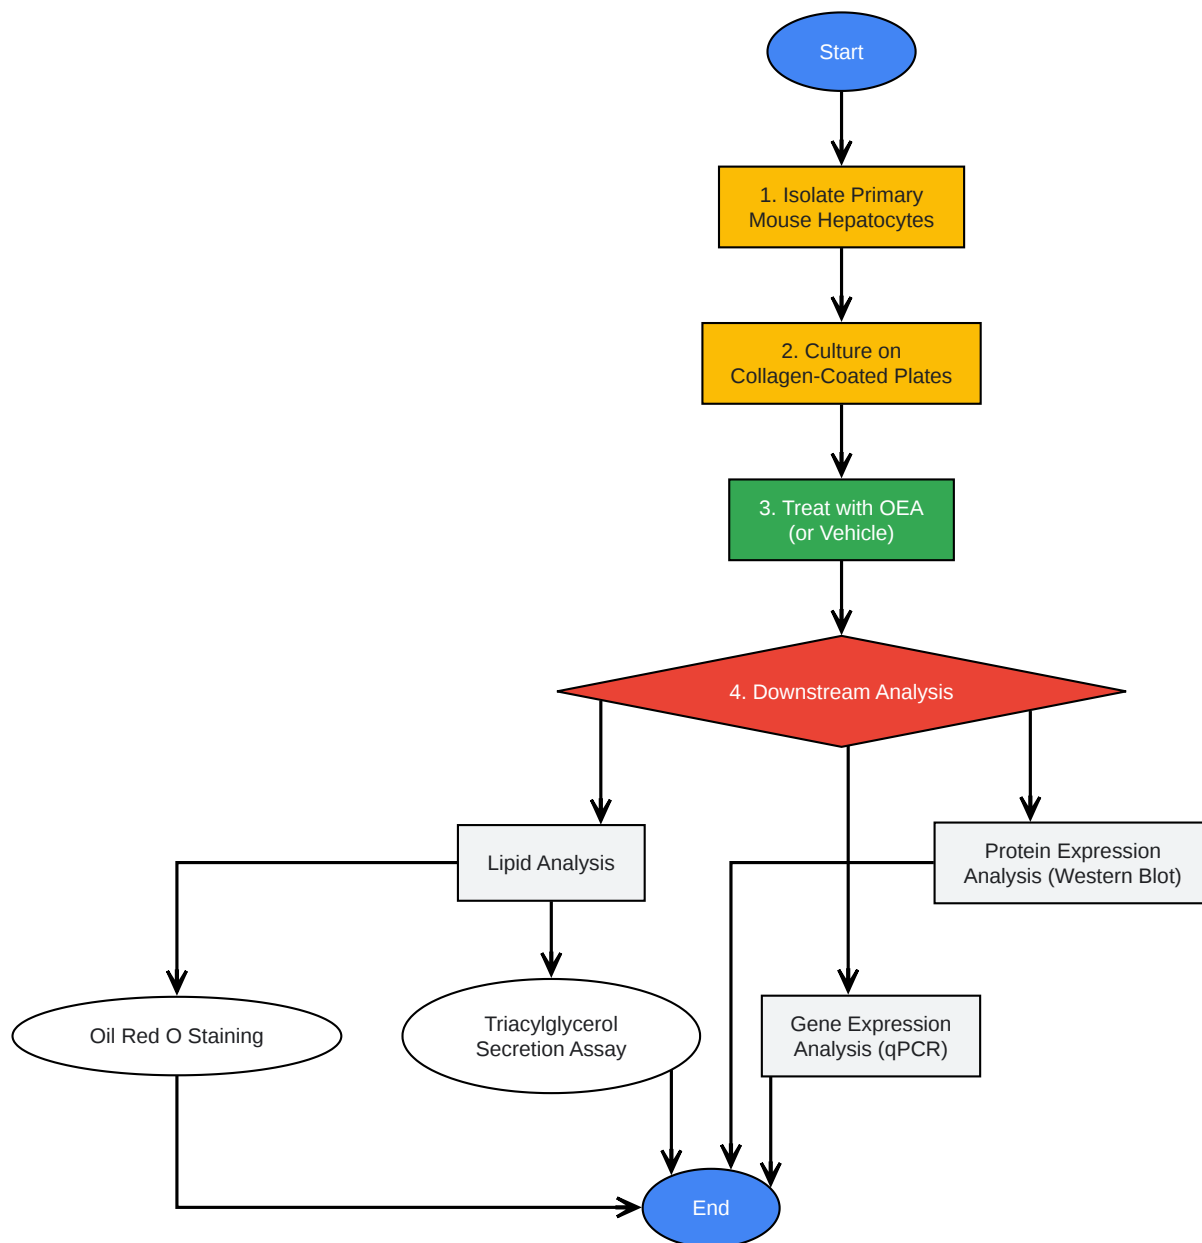 Start
1. Isolate Primary
Mouse Hepatocytes
2. Culture on
Collagen-Coated Plates
3. Treat with OEA
(or Vehicle)
4. Downstream Analysis
Lipid Analysis
Protein Expression
Analysis (Western Blot)
Oil Red O Staining
Triacylglycerol
Secretion Assay
Gene Expression
Analysis (qPCR)
End